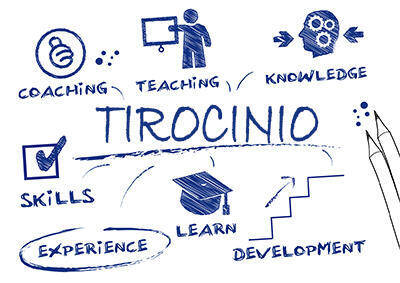 COACHING
TEACHING
KNOWLEDGE
TIROCINIO
SKILLS
LEARN
EXPERIENCE
DEVELOPMENT